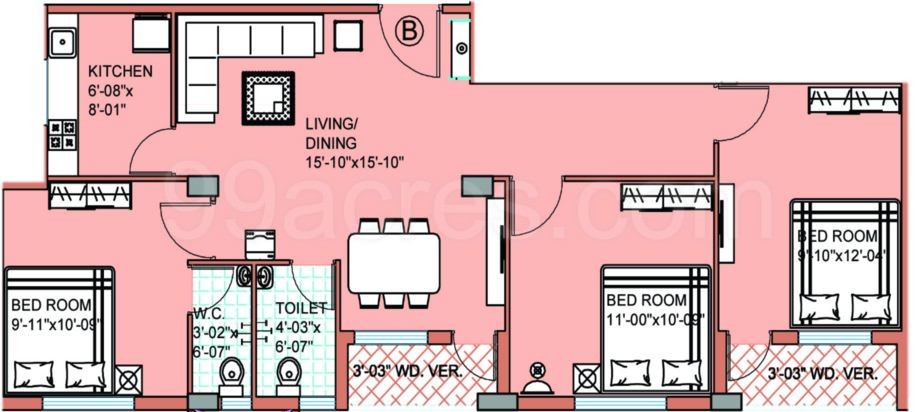 B
KITCHEN
6'-08"x
8'-01"
LIVING/
DINING
15'-10"x15'-10"
99acres.com
BED ROOM
9'-10"x12'-04'
BED ROOM
9'-11"x10'-09"
W.C.
3'-02"x
6'-07"
TOILET
4'-03"x
6'-07"
BED ROOM
11'-00"x10'-09"
3'-03" WD. VER.
3'-03" WD. VER.